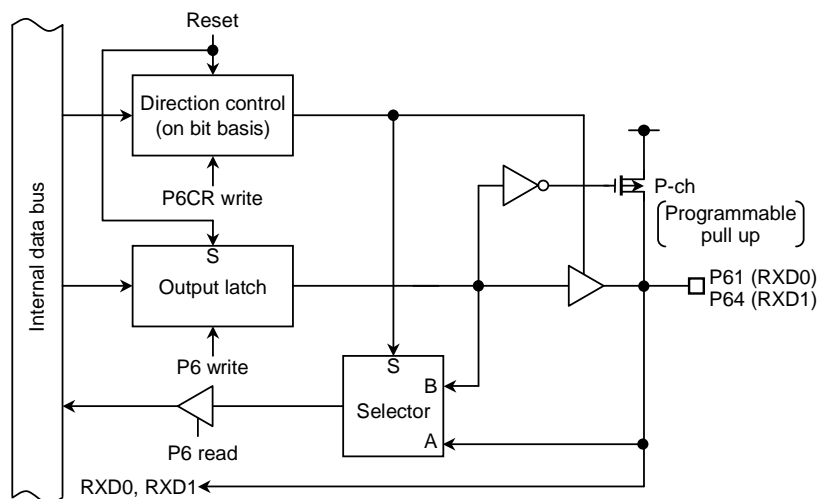 Reset
Direction control
(on bit basis)
P6CR write
P-ch
(Programmable
pull up)
Internal data bus
S
Output latch
P61 (RXD0)
P64 (RXD1)
P6 write
S
B
Selector
A
P6 read
RXD0, RXD1